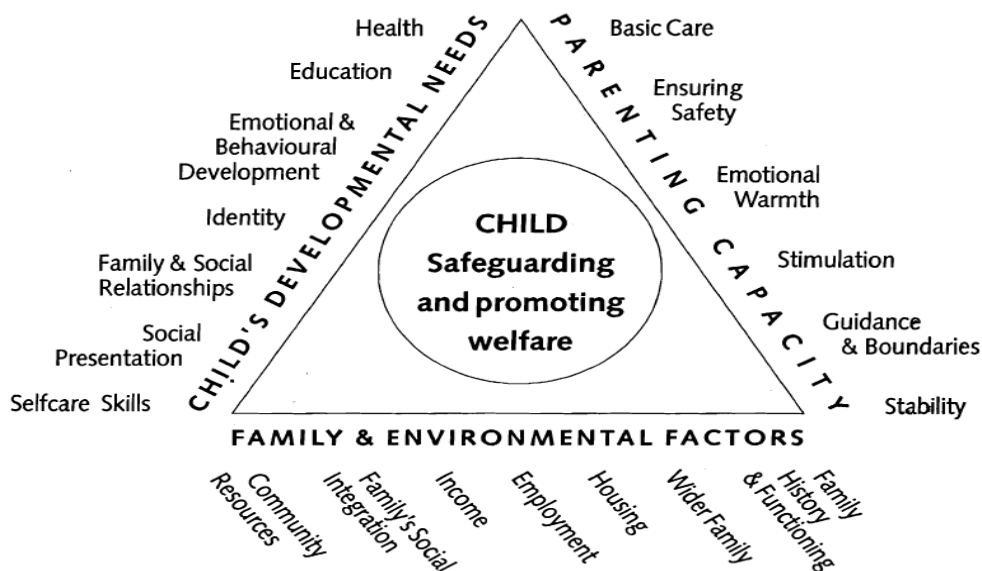 Health
Education
Emotional &
Behavioural
Development
Identity
Family & Social
Relationships
Social
Presentation
Selfcare Skills
CHILD'S DEVELOPMENTAL NEEDS
PARENTING CAPACITY
Basic Care
Ensuring
Safety
Emotional
Warmth
Stimulation
Guidance
& Boundaries
Stability
CHILD
Safeguarding
and promoting
welfare
FAMILY & ENVIRONMENTAL FACTORS
Community
Resources
Family's Social
Integration
Income
Employment
Housing
Wider Family
Family
History
& Functioning